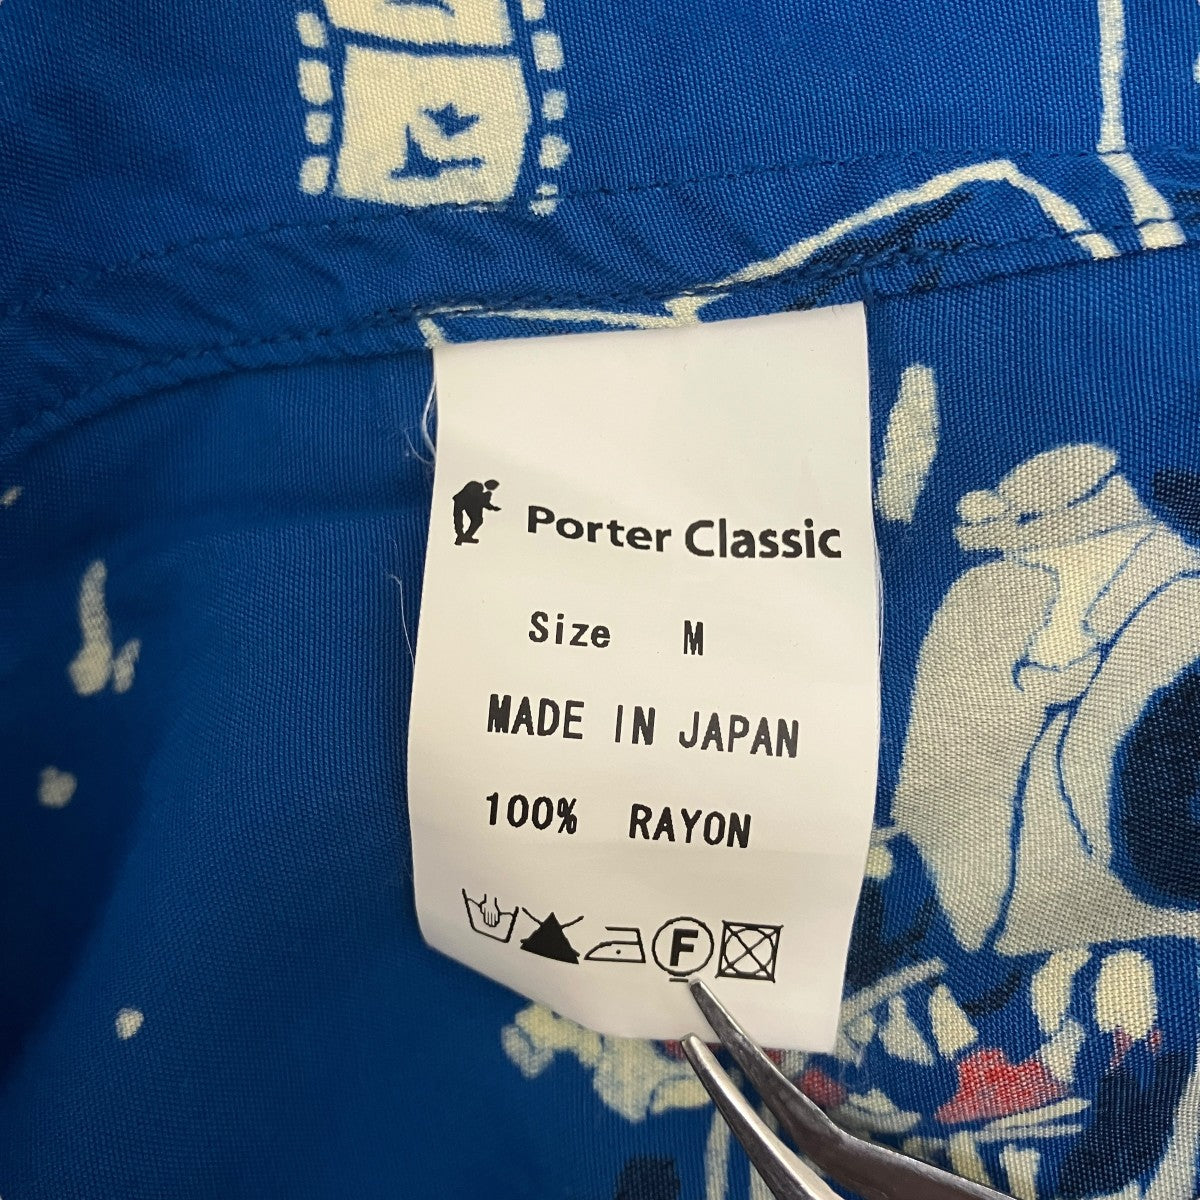 Porter Classic
Size M
MADE IN JAPAN
100% RAYON
F